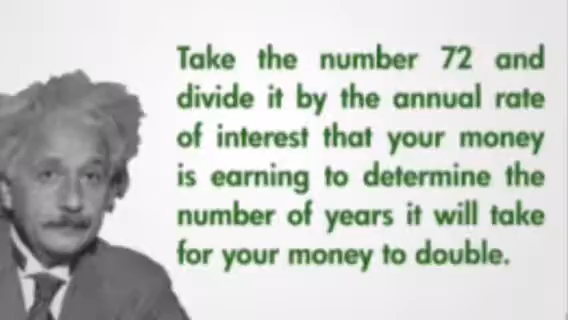 Take the number 72 and
divide it by the annual rate
of interest that your money
is earning to determine the
number of years it will take
for your money to double.